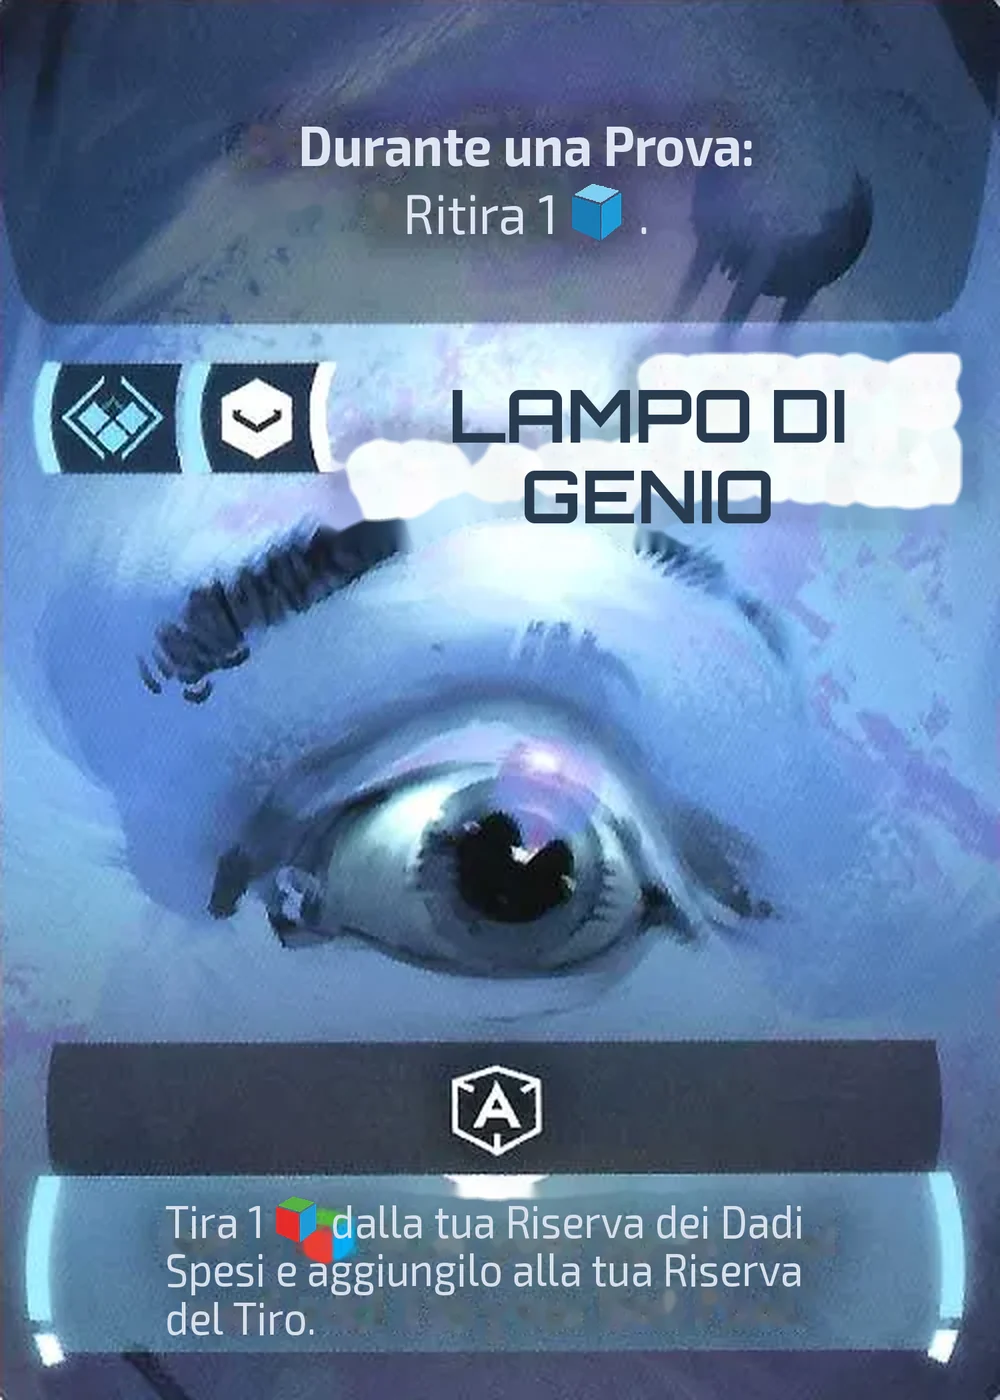 Durante una Prova:
Ritira 1 .
LAMPO DI
GENIO
A
Tira 1 dalla tua Riserva dei Dadi
Spesi e aggiungilo alla tua Riserva
del Tiro.